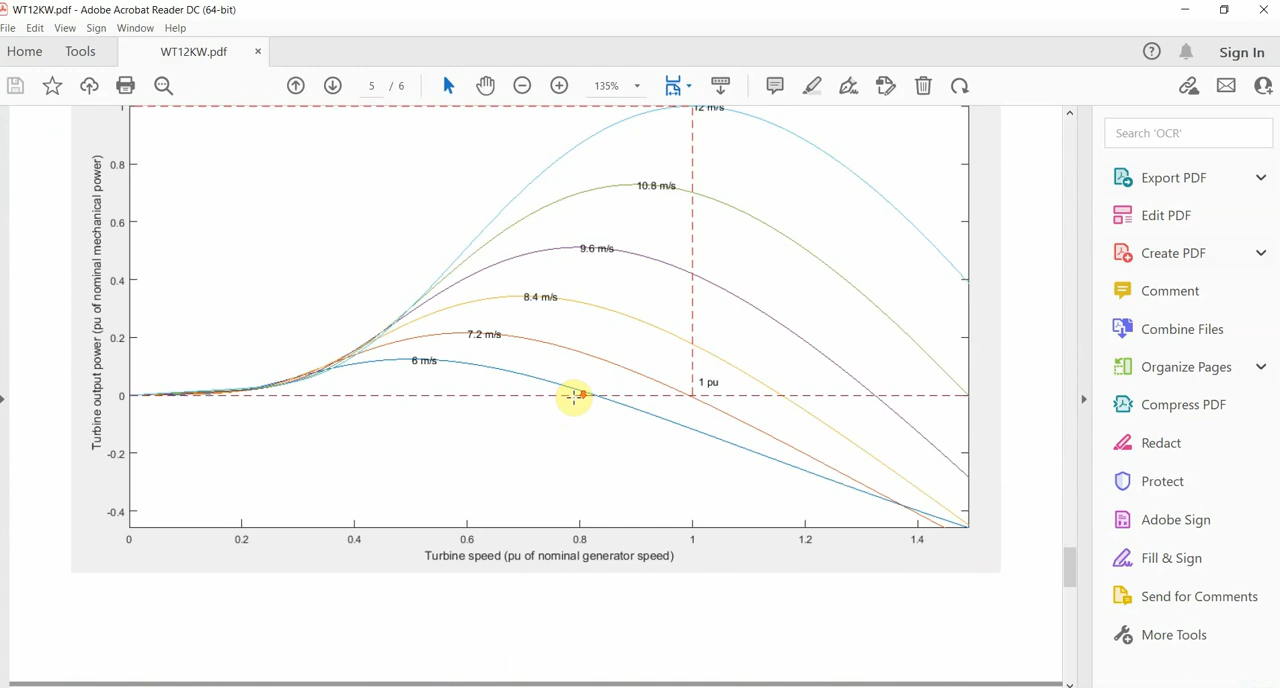 WT12KW.pdf - Adobe Acrobat Reader DC (64-bit)
File Edit View Sign Window Help
Home Tools WT12KW.pdf × Sign In
5 / 6 135%
Search 'OCR'
Export PDF
Edit PDF
Create PDF
Comment
Combine Files
Organize Pages
Compress PDF
Redact
Protect
Adobe Sign
Fill & Sign
Send for Comments
More Tools
Turbine output power (pu of nominal mechanical power)
1
0.8
0.6
0.4
0.2
0
-0.2
-0.4
12 m/s
10.8 m/s
9.6 m/s
8.4 m/s
7.2 m/s
6 m/s
1 pu
0 0.2 0.4 0.6 0.8 1 1.2 1.4
Turbine speed (pu of nominal generator speed)